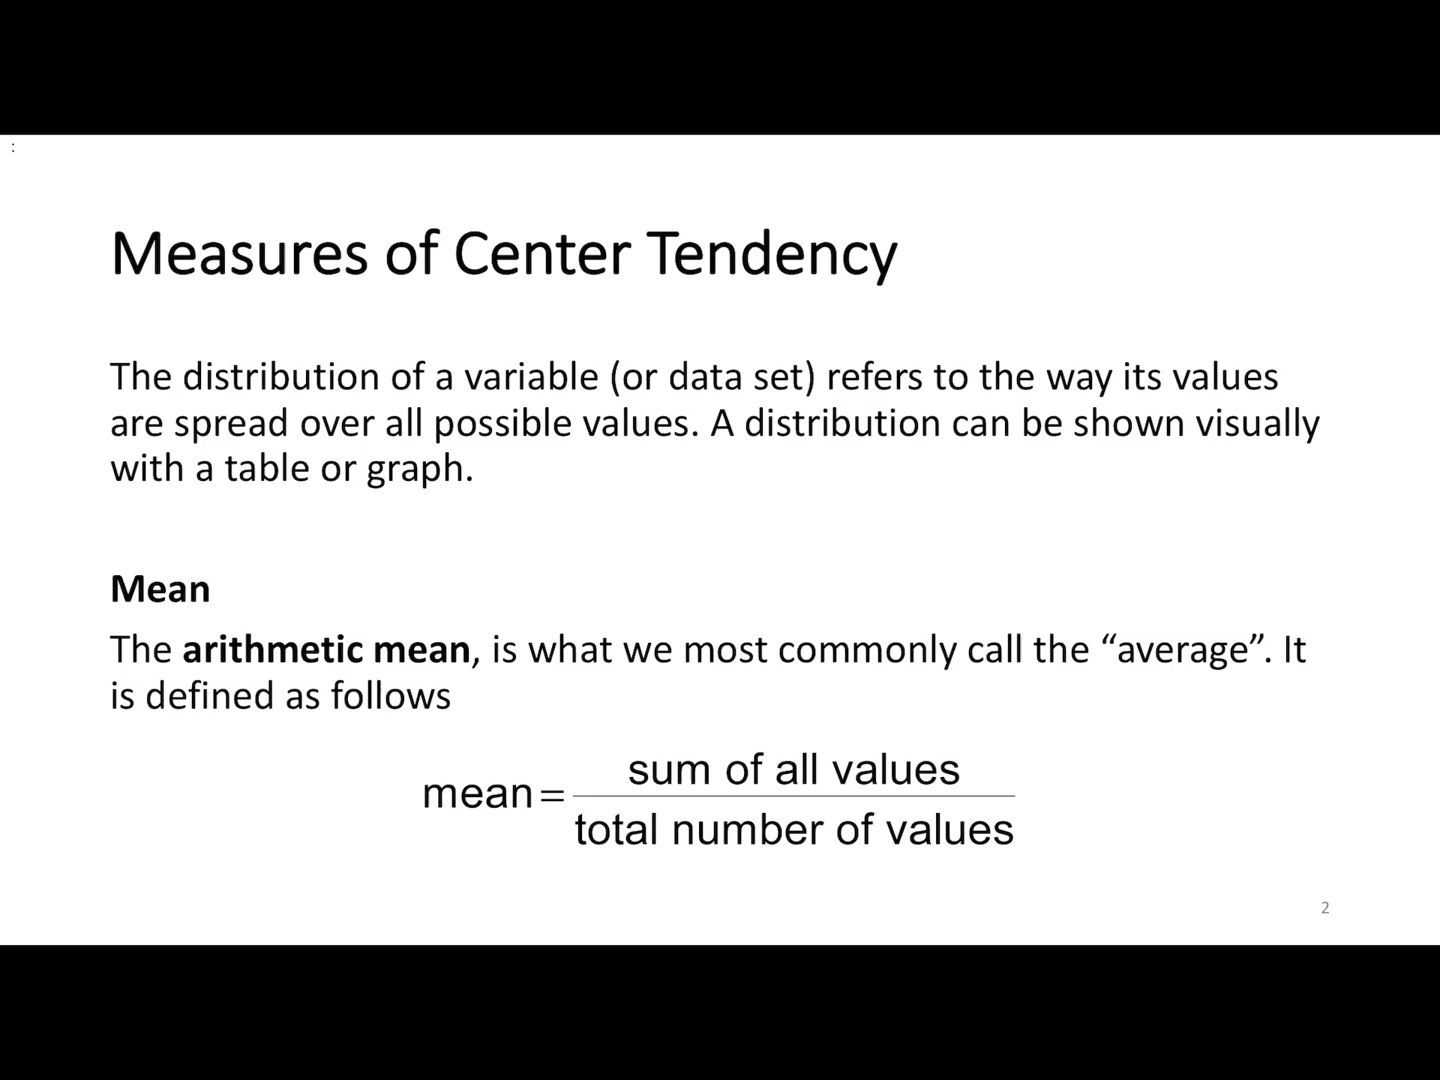 :
Measures of Center Tendency
The distribution of a variable (or data set) refers to the way its values
are spread over all possible values. A distribution can be shown visually
with a table or graph.
Mean
The arithmetic mean, is what we most commonly call the “average”. It
is defined as follows
mean = sum of all values
total number of values
2